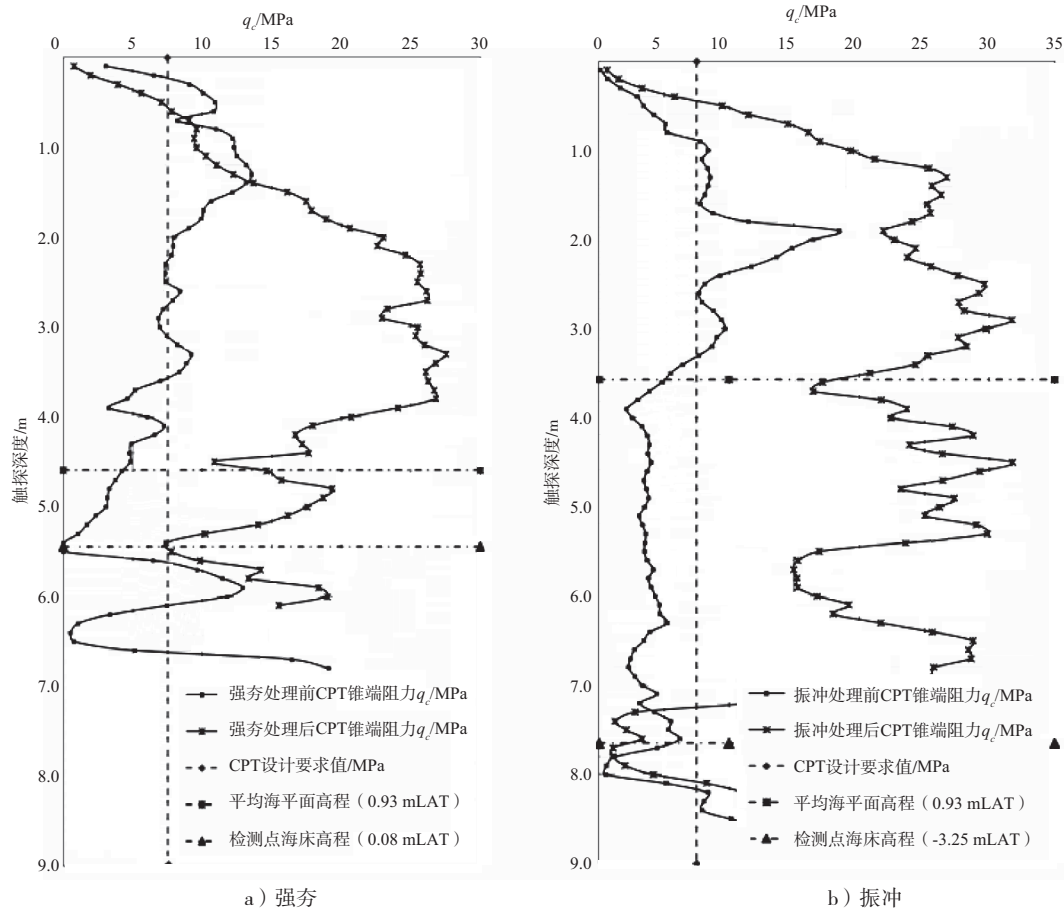 q_c/MPa
0 5 10 15 20 25 30
1.0
2.0
3.0
4.0
5.0
6.0
7.0
8.0
9.0
触探深度/m
强夯处理前CPT锥端阻力q_c/MPa
强夯处理后CPT锥端阻力q_c/MPa
CPT设计要求值/MPa
平均海平面高程（0.93 mLAT）
检测点海床高程（0.08 mLAT）
a）强夯
q_c/MPa
0 5 10 15 20 25 30 35
1.0
2.0
3.0
4.0
5.0
6.0
7.0
8.0
9.0
触探深度/m
振冲处理前CPT锥端阻力q_c/MPa
振冲处理后CPT锥端阻力q_c/MPa
CPT设计要求值/MPa
平均海平面高程（0.93 mLAT）
检测点海床高程（-3.25 mLAT）
b）振冲